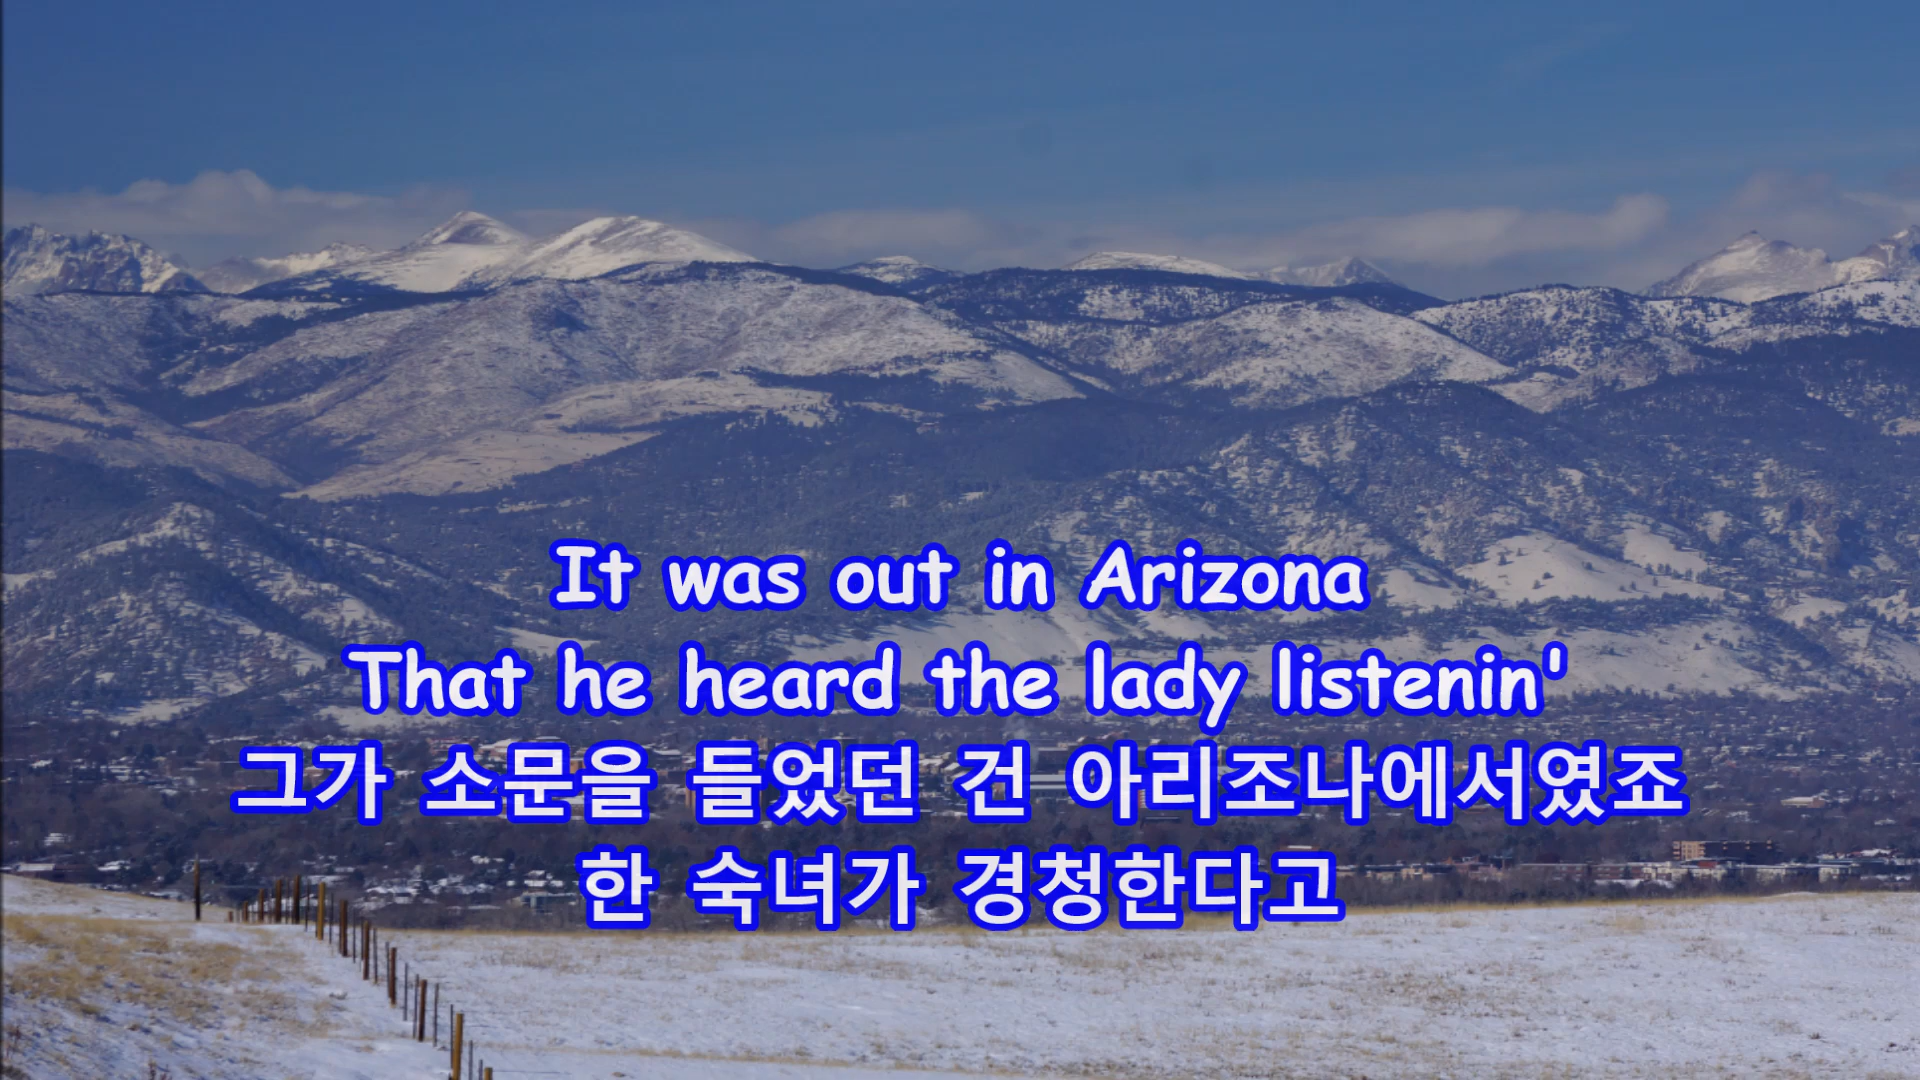 It was out in Arizona
That he heard the lady listenin'
그가 소문을 들었던 건 아리조나에서였죠
한 숙녀가 경청한다고